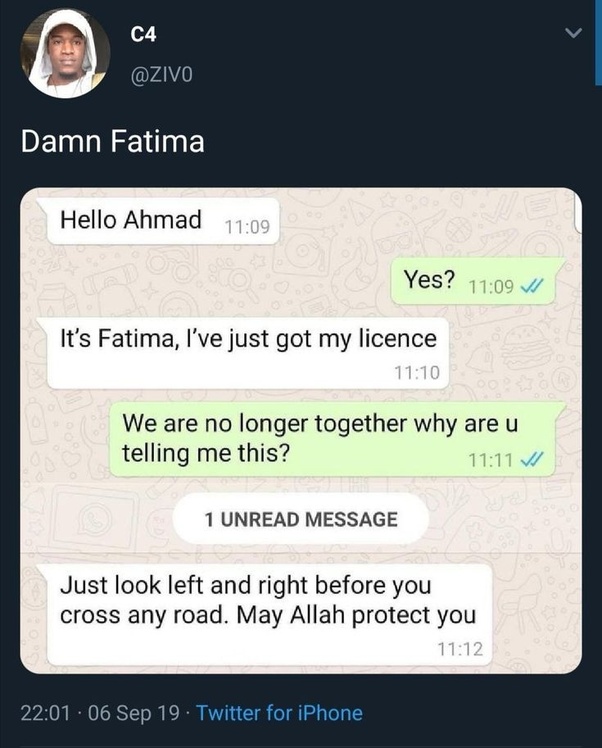 C4
@ZIV0
Damn Fatima
Hello Ahmad 11:09
Yes? 11:09
It's Fatima, I've just got my licence
11:10
We are no longer together why are u
telling me this? 11:11
1 UNREAD MESSAGE
Just look left and right before you
cross any road. May Allah protect you
11:12
22:01 · 06 Sep 19 · Twitter for iPhone